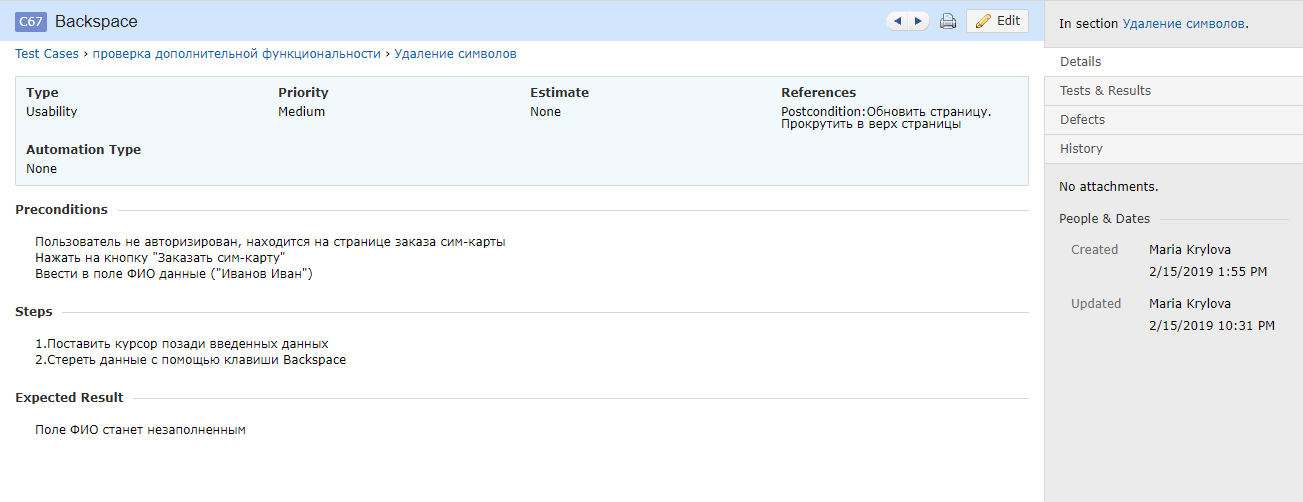 C67 Backspace
Edit
Test Cases › проверка дополнительной функциональности › Удаление символов
Type
Usability
Priority
Medium
Estimate
None
References
Postcondition:Обновить страницу.
Прокрутить в верх страницы
Automation Type
None
Preconditions
Пользователь не авторизирован, находится на странице заказа сим-карты
Нажать на кнопку "Заказать сим-карту"
Ввести в поле ФИО данные ("Иванов Иван")
Steps
1.Поставить курсор позади введенных данных
2.Стереть данные с помощью клавиши Backspace
Expected Result
Поле ФИО станет незаполненным
In section Удаление символов.
Details
Tests & Results
Defects
History
No attachments.
People & Dates
Created Maria Krylova
2/15/2019 1:55 PM
Updated Maria Krylova
2/15/2019 10:31 PM